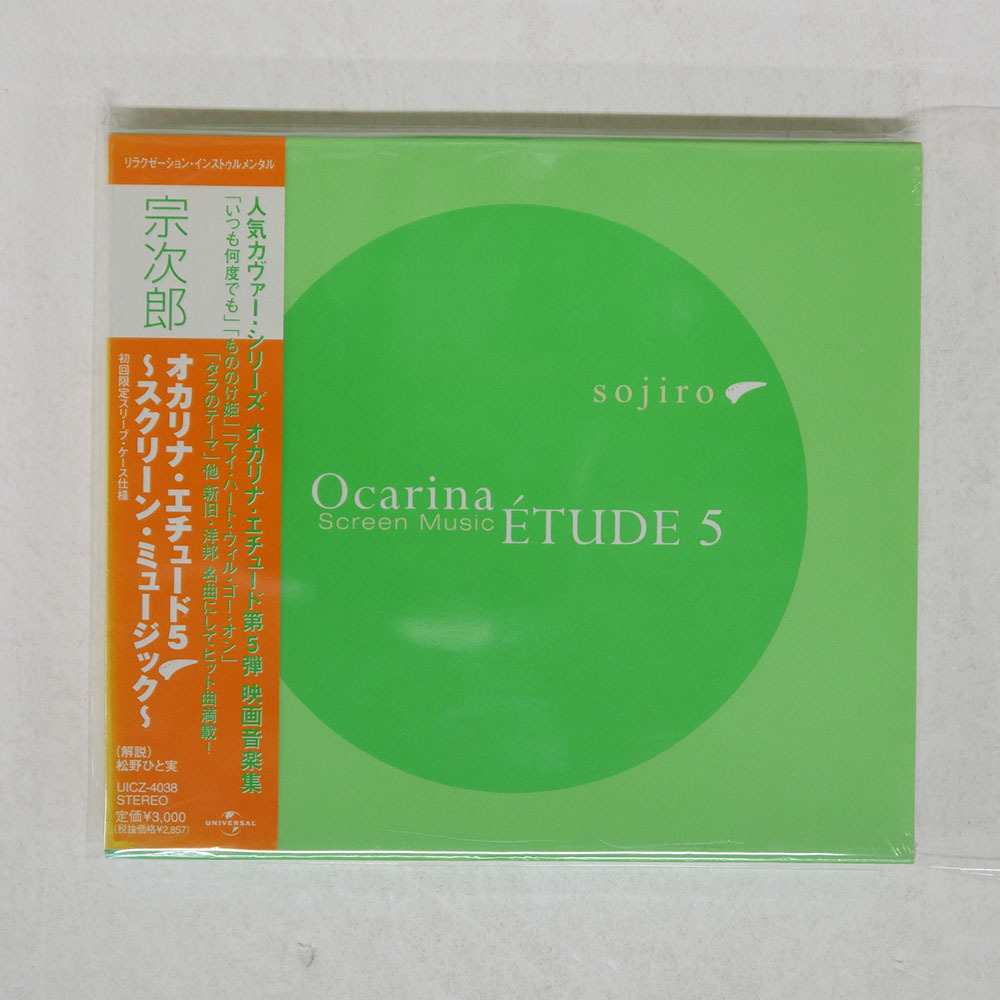 リラクゼーション・インストゥルメンタル
宗次郎
人気カヴァー・シリーズ オカリナ・エチュード第5弾 映画音楽集
「いつも何度でも」「もののけ姫」「マイ・ハート・ウィル・ゴー・オン」
「タラのテーマ」他 新旧・洋邦 名曲にしてヒット曲満載!
オカリナ・エチュード5
～スクリーン・ミュージック～
初回限定スリーブ・ケース仕様
(解説)
松野ひと実
UICZ-4038
STEREO
定価¥3,000
(税抜価格¥2,857)
UNIVERSAL
sojiro
Ocarina
Screen Music
ÉTUDE 5